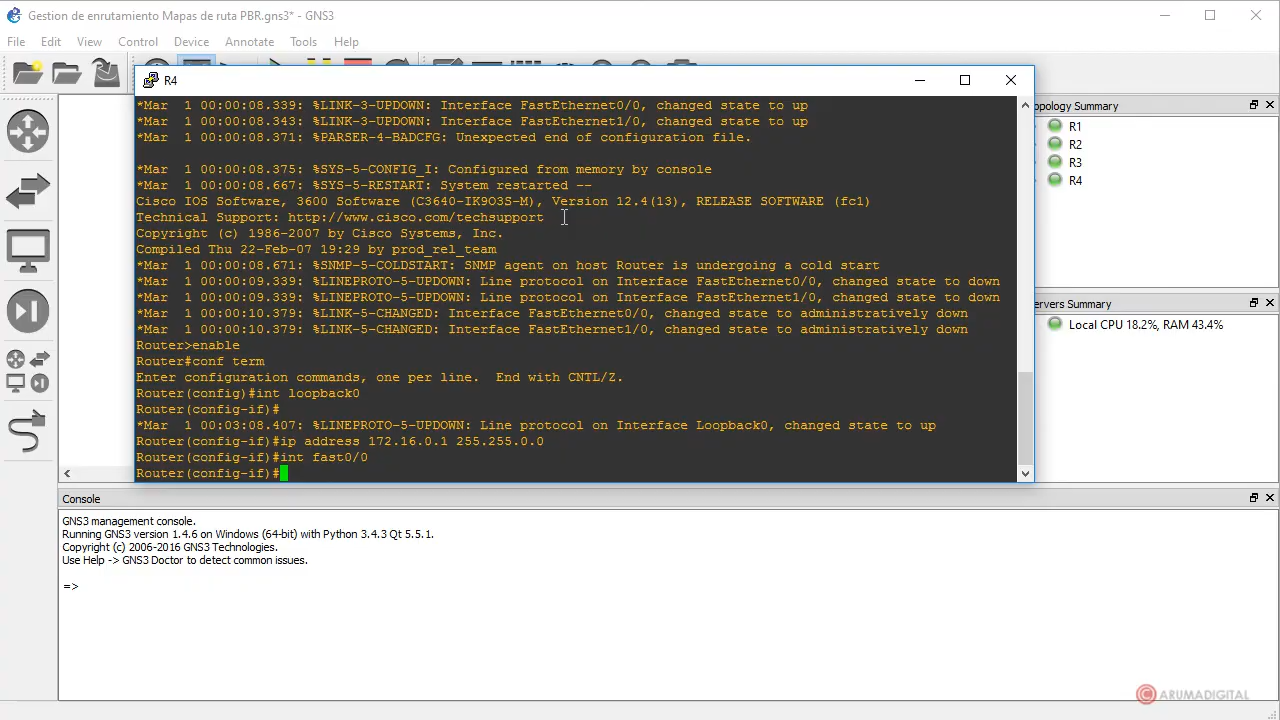 Gestion de enrutamiento Mapas de ruta PBR.gns3* - GNS3
File Edit View Control Device Annotate Tools Help
R4
*Mar  1 00:00:08.339: %LINK-3-UPDOWN: Interface FastEthernet0/0, changed state to up
*Mar  1 00:00:08.343: %LINK-3-UPDOWN: Interface FastEthernet1/0, changed state to up
*Mar  1 00:00:08.371: %PARSER-4-BADCFG: Unexpected end of configuration file.
*Mar  1 00:00:08.375: %SYS-5-CONFIG_I: Configured from memory by console
*Mar  1 00:00:08.667: %SYS-5-RESTART: System restarted --
Cisco IOS Software, 3600 Software (C3640-IK9O3S-M), Version 12.4(13), RELEASE SOFTWARE (fc1)
Technical Support: http://www.cisco.com/techsupport
Copyright (c) 1986-2007 by Cisco Systems, Inc.
Compiled Thu 22-Feb-07 19:29 by prod_rel_team
*Mar  1 00:00:08.671: %SNMP-5-COLDSTART: SNMP agent on host Router is undergoing a cold start
*Mar  1 00:00:09.339: %LINEPROTO-5-UPDOWN: Line protocol on Interface FastEthernet0/0, changed state to down
*Mar  1 00:00:09.339: %LINEPROTO-5-UPDOWN: Line protocol on Interface FastEthernet1/0, changed state to down
*Mar  1 00:00:10.379: %LINK-5-CHANGED: Interface FastEthernet0/0, changed state to administratively down
*Mar  1 00:00:10.379: %LINK-5-CHANGED: Interface FastEthernet1/0, changed state to administratively down
Router>enable
Router#conf term
Enter configuration commands, one per line.  End with CNTL/Z.
Router(config)#int loopback0
Router(config-if)#
*Mar  1 00:03:08.407: %LINEPROTO-5-UPDOWN: Line protocol on Interface Loopback0, changed state to up
Router(config-if)#ip address 172.16.0.1 255.255.0.0
Router(config-if)#int fast0/0
Router(config-if)#
opology Summary
R1
R2
R3
R4
ervers Summary
Local CPU 18.2%, RAM 43.4%
Console
GNS3 management console.
Running GNS3 version 1.4.6 on Windows (64-bit) with Python 3.4.3 Qt 5.5.1.
Copyright (c) 2006-2016 GNS3 Technologies.
Use Help -> GNS3 Doctor to detect common issues.
=>
ARUMADIGITAL